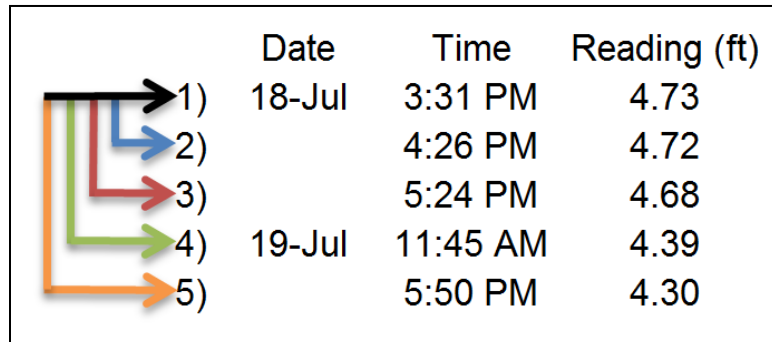 Date Time Reading (ft)
1) 18-Jul 3:31 PM 4.73
2) 4:26 PM 4.72
3) 5:24 PM 4.68
4) 19-Jul 11:45 AM 4.39
5) 5:50 PM 4.30